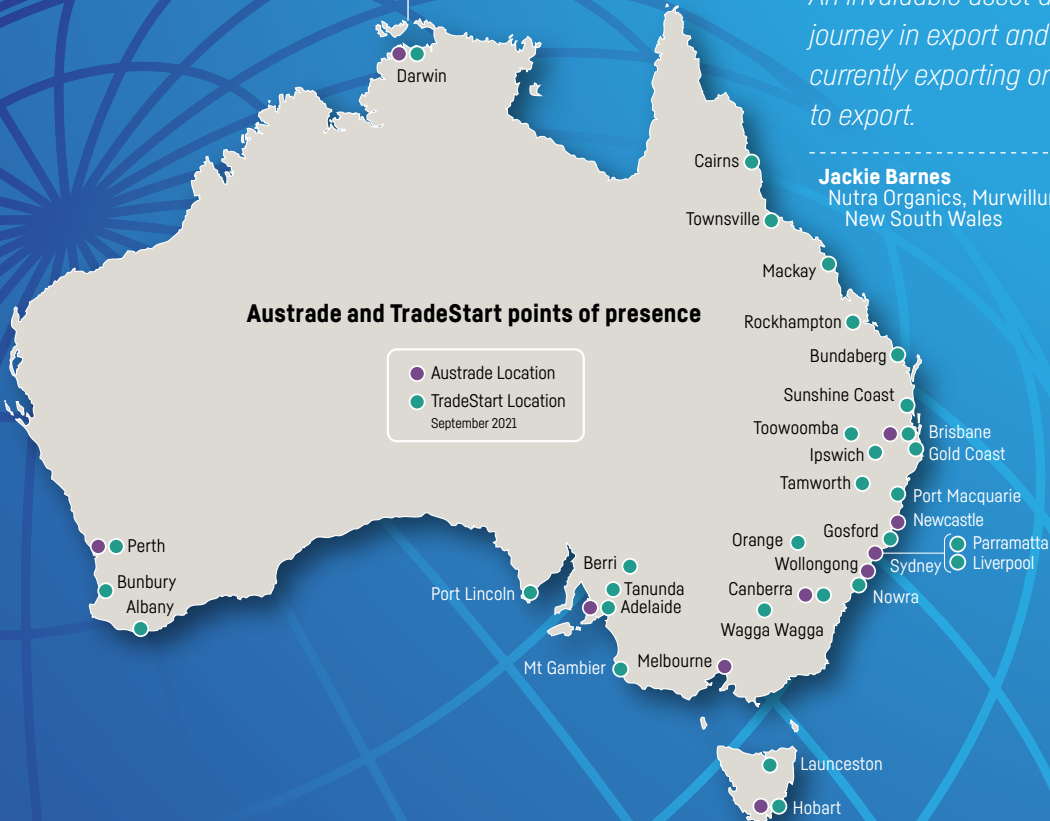 journey in export and
currently exporting or
to export.
Jackie Barnes
Nutra Organics,
New South Wales
Darwin
Cairns
Townsville
Mackay
Austrade and TradeStart points of presence
Rockhampton
Austrade Location
TradeStart Location
September 2021
Bundaberg
Sunshine Coast
Toowoomba
Brisbane
Ipswich
Gold Coast
Tamworth
Port Macquarie
Newcastle
Gosford
Orange
Parramatta
Wollongong
Sydney
Liverpool
Perth
Bunbury
Albany
Berri
Port Lincoln
Tanunda
Adelaide
Canberra
Nowra
Wagga Wagga
Mt Gambier
Melbourne
Launceston
Hobart